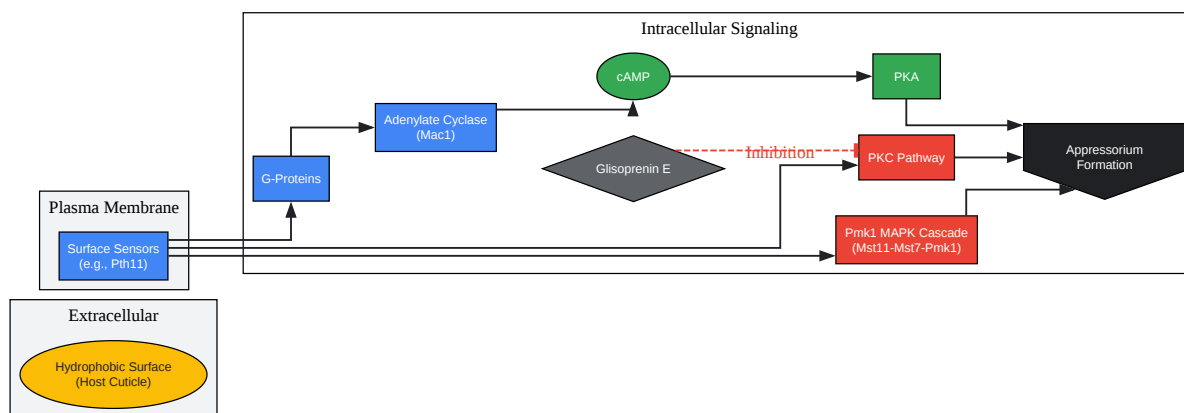 Intracellular Signaling
cAMP
PKA
Adenylate Cyclase
(Mac1)
Glisoprenin E
Inhibition
PKC Pathway
Appressorium
Formation
G-Proteins
Plasma Membrane
Surface Sensors
(e.g., Pth11)
Pmk1 MAPK Cascade
(Mst11-Mst7-Pmk1)
Extracellular
Hydrophobic Surface
(Host Cuticle)